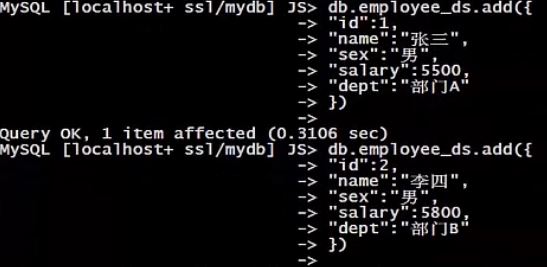 MySQL [localhost+ ssl/mydb] JS> db.employee_ds.add({
-> "id":1,
-> "name":"张三",
-> "sex":"男",
-> "salary":5500,
-> "dept":"部门A"
-> })
->
Query OK, 1 item affected (0.3106 sec)
MySQL [localhost+ ssl/mydb] JS> db.employee_ds.add({
-> "id":2,
-> "name":"李四",
-> "sex":"男",
-> "salary":5800,
-> "dept":"部门B"
-> })
->